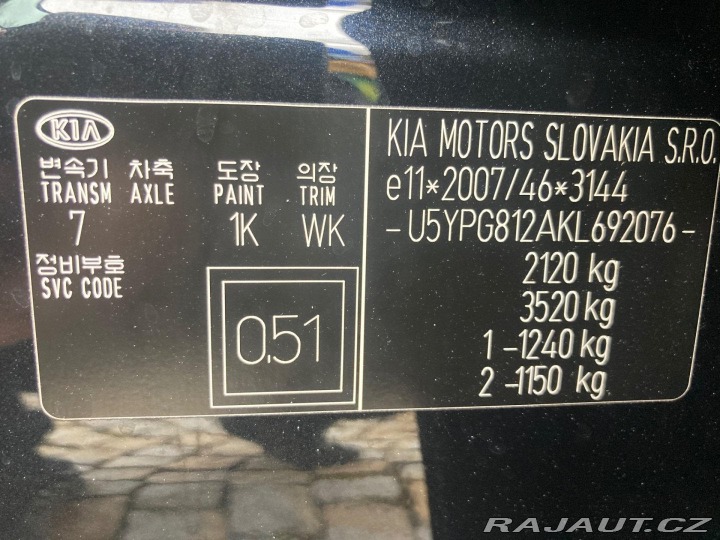 KIA
변속기 차축 도장 의장
TRANSM AXLE PAINT TRIM
7 1K WK
정비부호
SVC CODE
0,51
KIA MOTORS SLOVAKIA S.R.O.
e11*2007/46*3144
-U5YPG812AKL692076-
2120 kg
3520 kg
1 -1240 kg
2 -1150 kg
RAJAUT.CZ